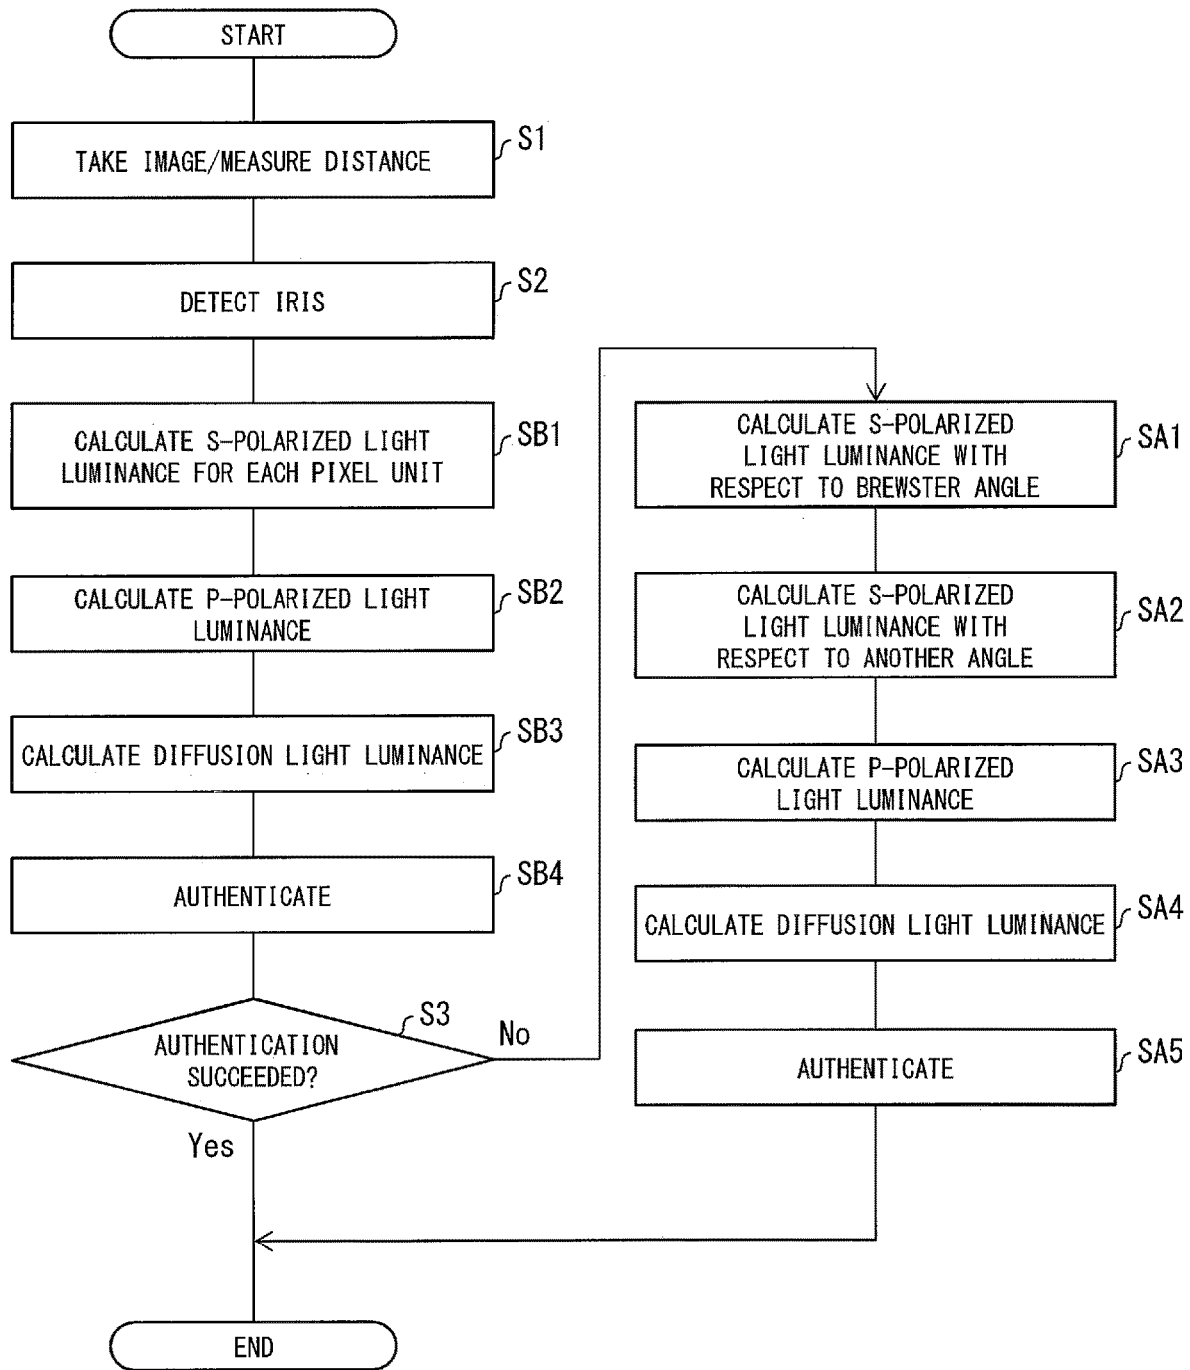 START
TAKE IMAGE/MEASURE DISTANCE
S1
DETECT IRIS
S2
CALCULATE S-POLARIZED LIGHT
LUMINANCE FOR EACH PIXEL UNIT
SB1
CALCULATE P-POLARIZED LIGHT
LUMINANCE
SB2
CALCULATE DIFFUSION LIGHT LUMINANCE
SB3
AUTHENTICATE
SB4
AUTHENTICATION
SUCCEEDED?
S3
No
Yes
CALCULATE S-POLARIZED
LIGHT LUMINANCE WITH
RESPECT TO BREWSTER ANGLE
SA1
CALCULATE S-POLARIZED
LIGHT LUMINANCE WITH
RESPECT TO ANOTHER ANGLE
SA2
CALCULATE P-POLARIZED
LIGHT LUMINANCE
SA3
CALCULATE DIFFUSION LIGHT LUMINANCE
SA4
AUTHENTICATE
SA5
END